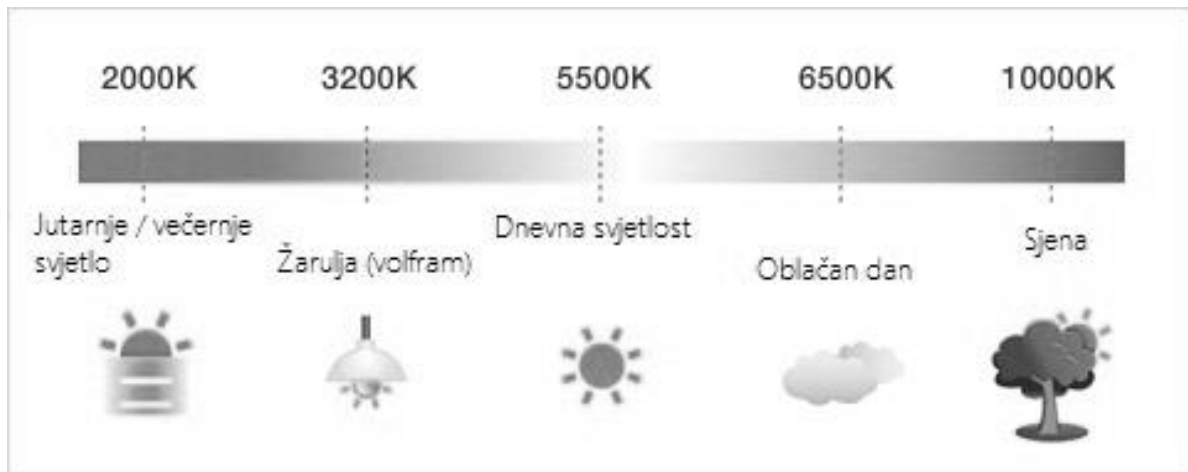 2000K 3200K 5500K 6500K 10000K
Jutarnje / večernje
svjetlo
Žarulja (volfram)
Dnevna svjetlost
Oblačan dan
Sjena